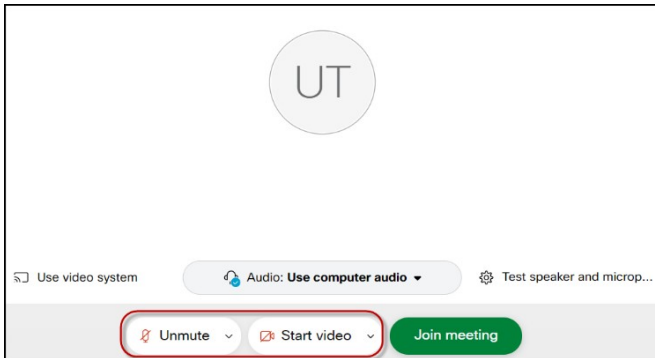 UT
Use video system
Audio: Use computer audio
Test speaker and microp...
Unmute
Start video
Join meeting